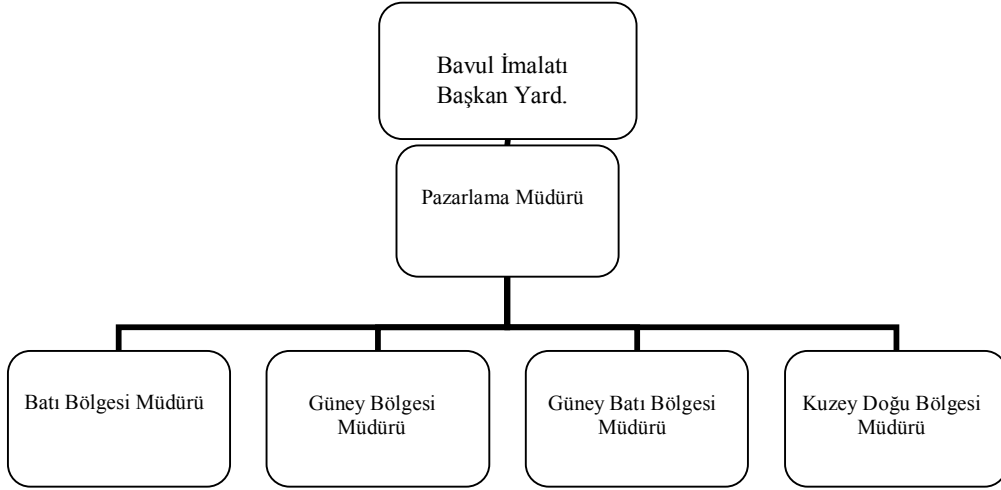 Bavul İmalatı
Başkan Yard.
Pazarlama Müdürü
Batı Bölgesi Müdürü
Güney Bölgesi
Müdürü
Güney Batı Bölgesi
Müdürü
Kuzey Doğu Bölgesi
Müdürü